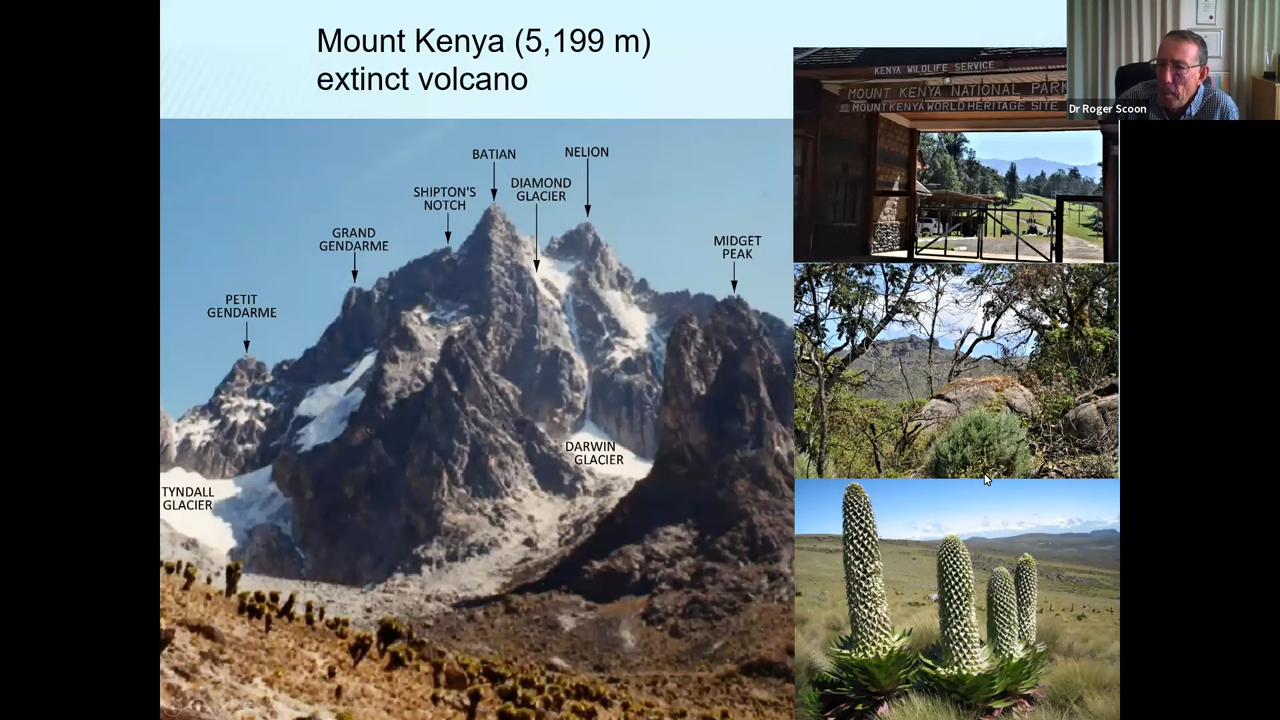 Mount Kenya (5,199 m)
extinct volcano
BATIAN
NELION
SHIPTON'S
NOTCH
DIAMOND
GLACIER
GRAND
GENDARME
MIDGET
PEAK
PETIT
GENDARME
DARWIN
GLACIER
TYNDALL
GLACIER
KENYA WILDLIFE SERVICE
MOUNT KENYA NATIONAL PARK
MOUNT KENYA WORLD HERITAGE SITE
Dr Roger Scoon